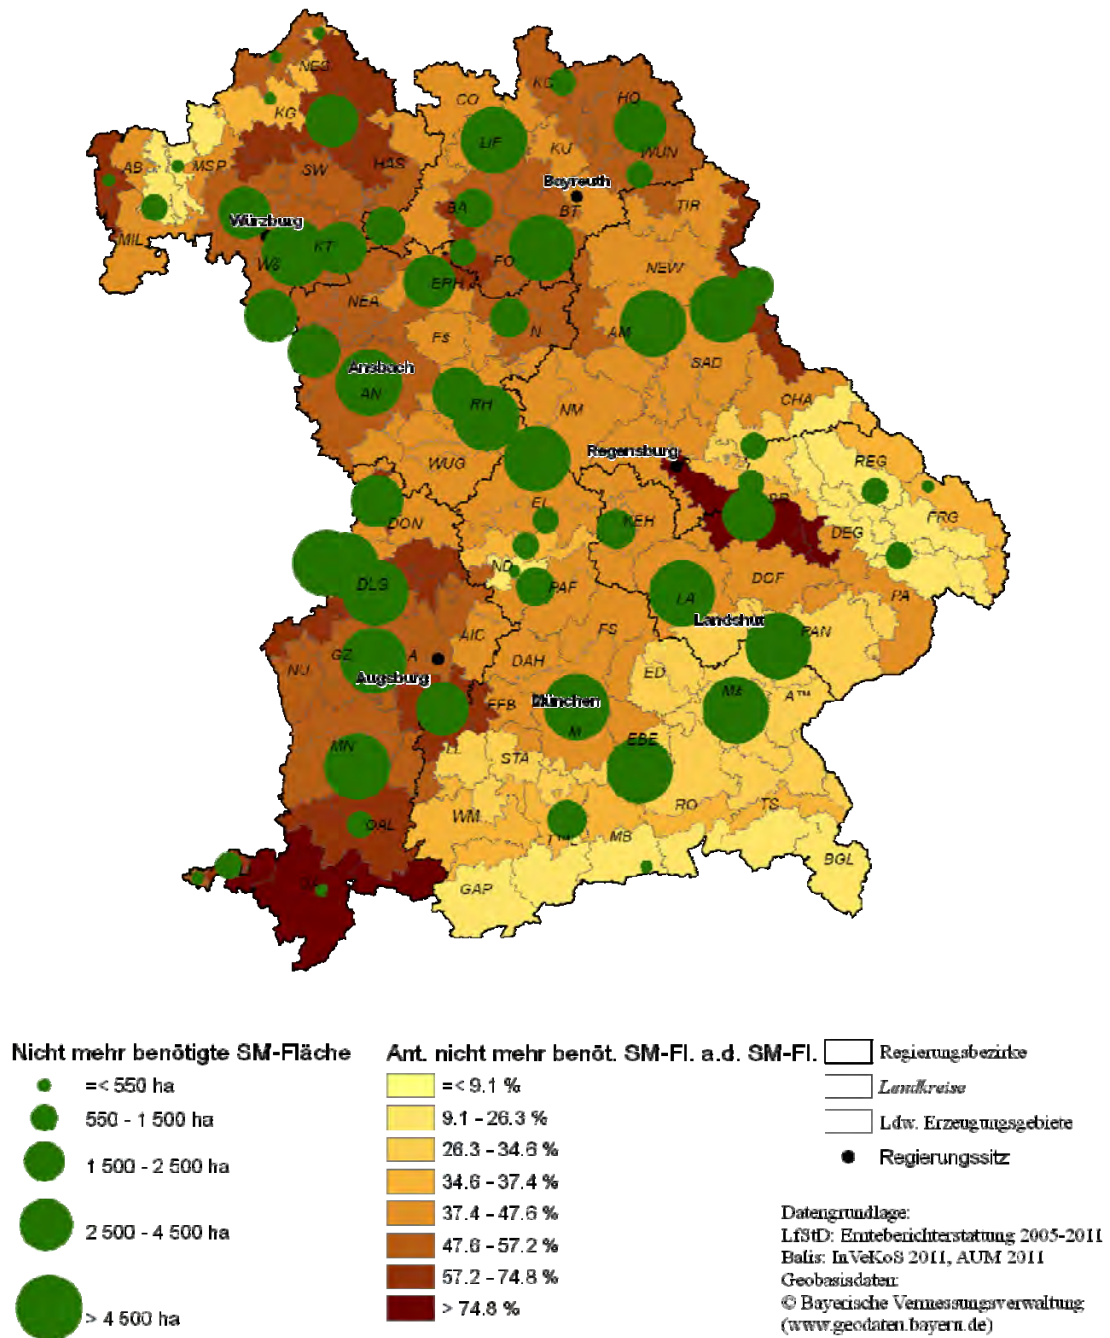 NES
KG
AB
MSP
SW
HAS
Würzburg
WÜ
KT
MIL
CO
LIF
KC
KU
HO
WUN
Bayreuth
BA
BT
TIR
FO
ERH
NEA
NEW
N
AM
SAD
Ansbach
AN
RH
NM
CHA
WUG
Regensburg
REG
FRG
DEG
DON
EI
KEH
ND
PAF
DLG
DGF
PA
LA
Landshut
PAN
AIC
FS
NU
GZ
A
Augsburg
DAH
ED
FFB
München
M
EBE
MN
LL
STA
OAL
WM
RO
TS
MB
GAP
BGL
Nicht mehr benötigte SM-Fläche
=< 550 ha
550 - 1 500 ha
1 500 - 2 500 ha
2 500 - 4 500 ha
> 4 500 ha
Ant. nicht mehr benöt. SM-Fl. a.d. SM-Fl.
=< 9.1 %
9.1 - 26.3 %
26.3 - 34.6 %
34.6 - 37.4 %
37.4 - 47.6 %
47.6 - 57.2 %
57.2 - 74.8 %
> 74.8 %
Regierungsbezirke
Landkreise
Ldw. Erzeugungsgebiete
Regierungssitz
Datengrundlage:
LfStD: Ernteberichterstattung 2005-2011
Balis: InVeKoS 2011, AUM 2011
Geobasisdaten:
© Bayerische Vermessungsverwaltung
(www.geodaten.bayern.de)